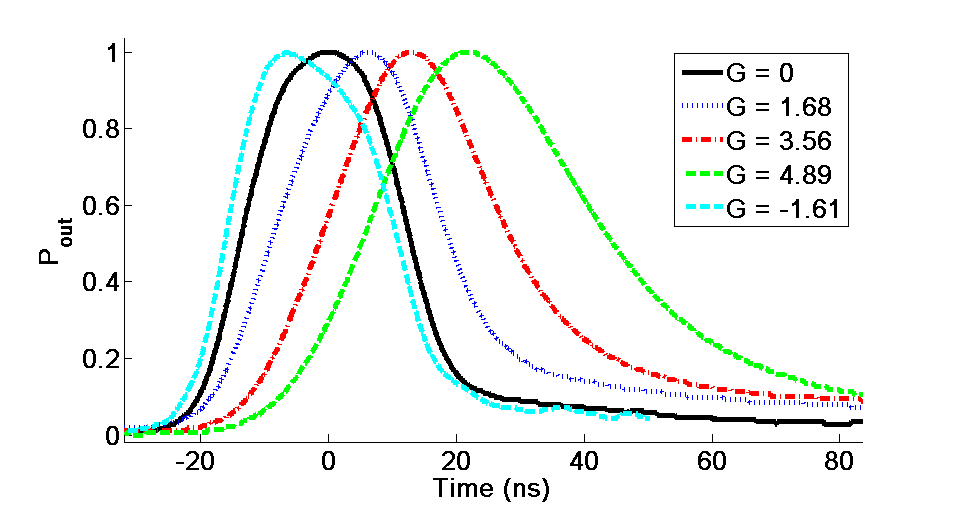 1
0.8
0.6
0.4
0.2
0
P_out
-20 0 20 40 60 80
Time (ns)
G = 0
G = 1.68
G = 3.56
G = 4.89
G = -1.61